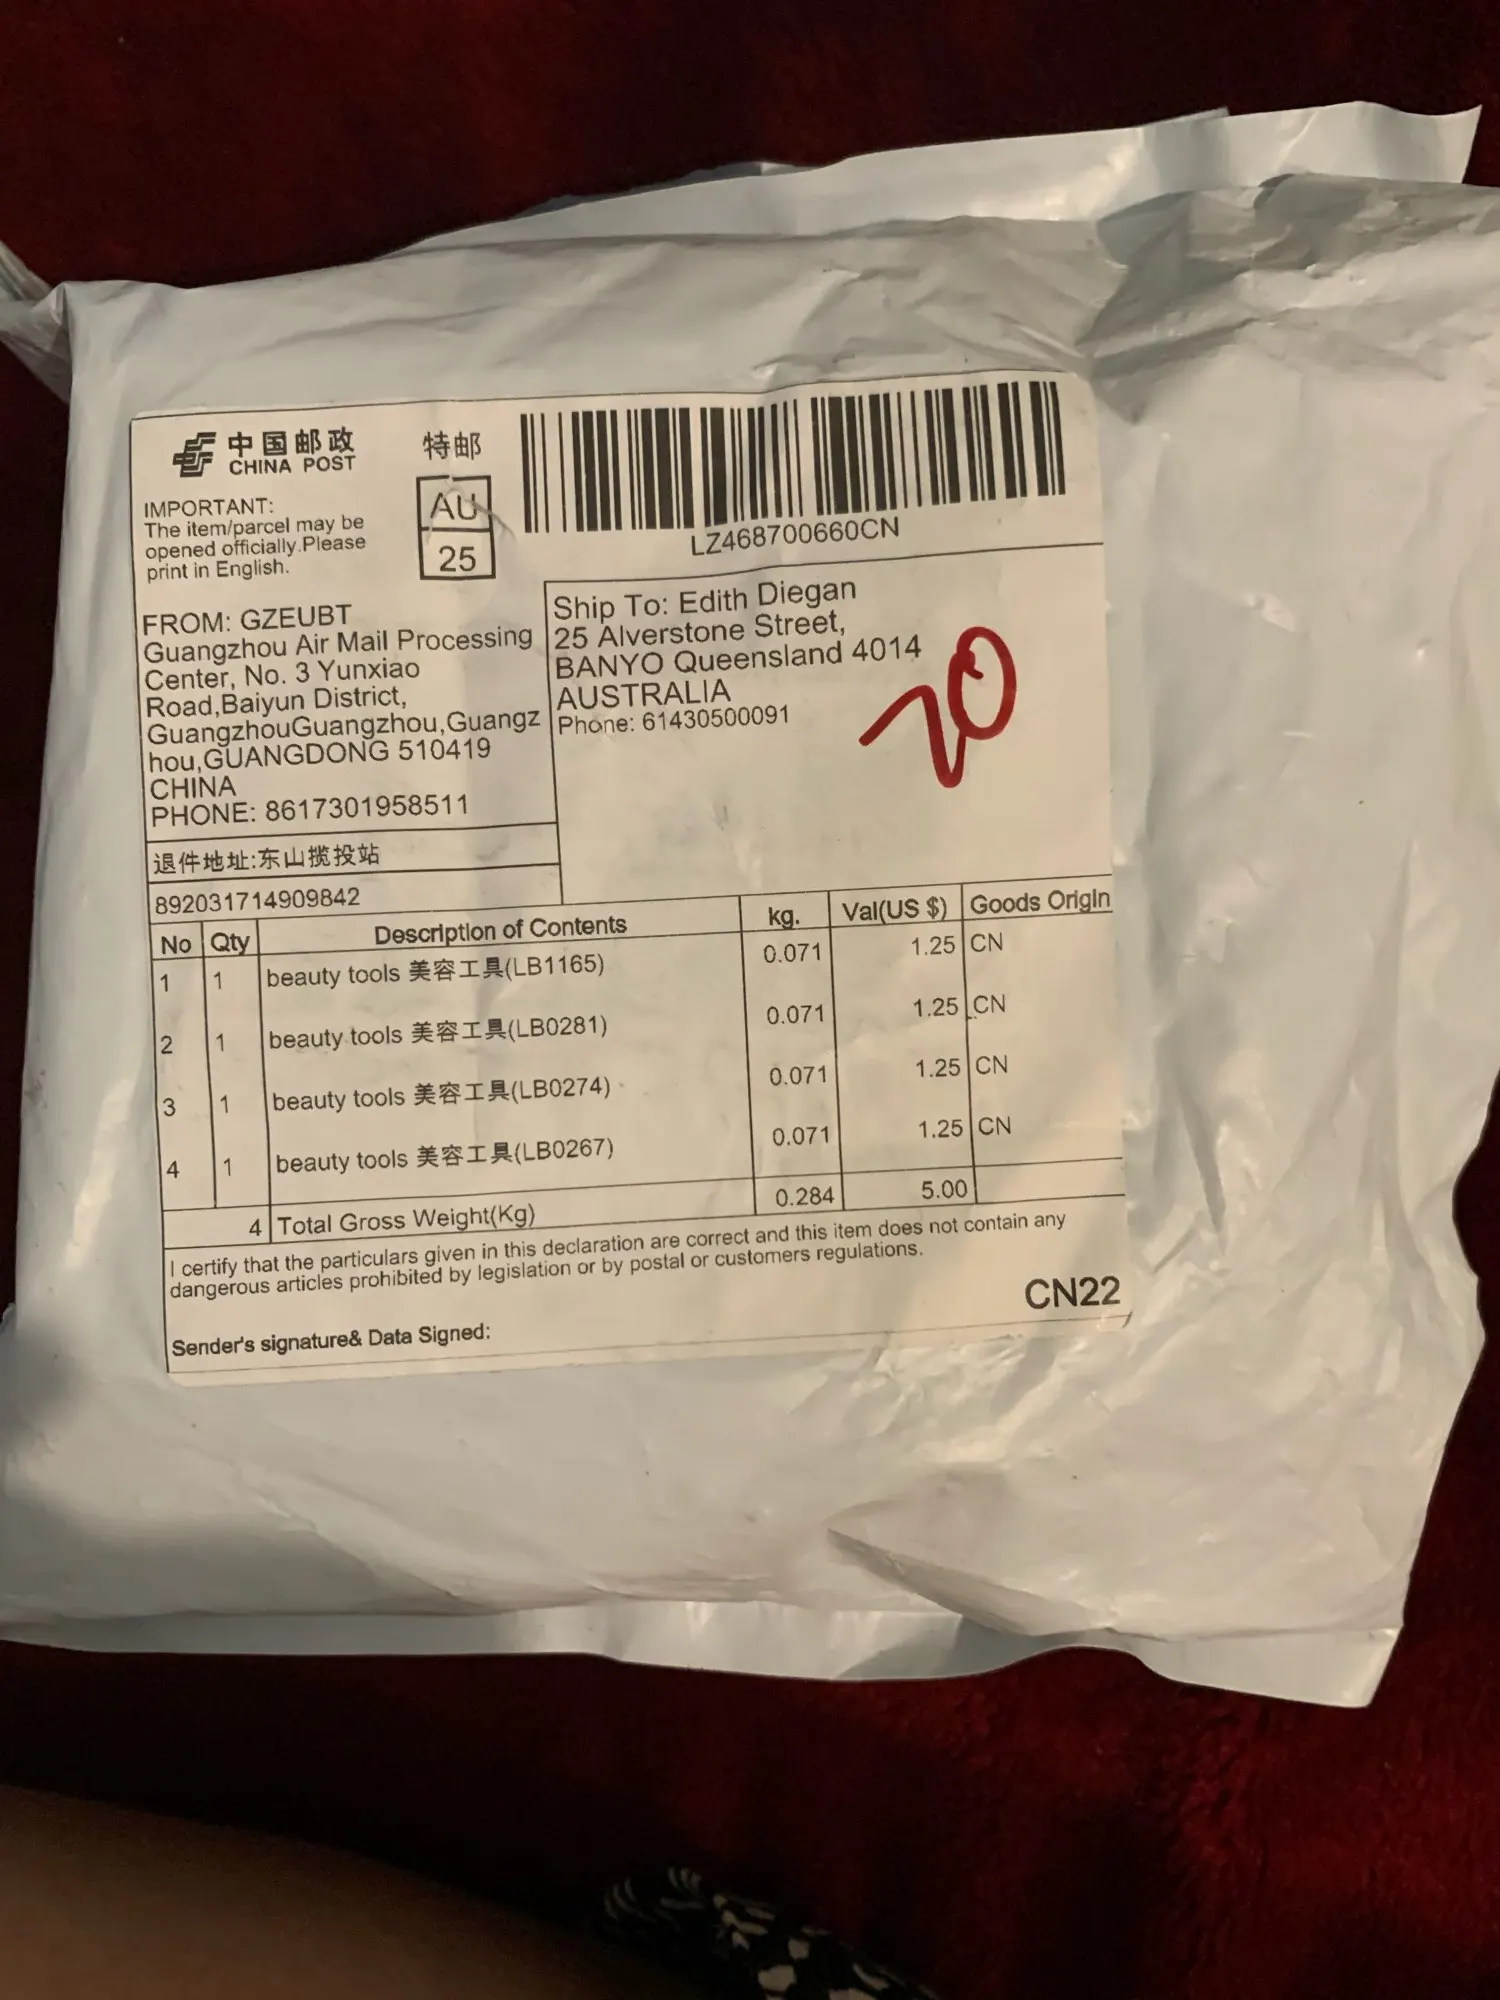 中国邮政
CHINA POST
特邮
AU
25
LZ468700660CN
IMPORTANT:
The item/parcel may be
opened officially.Please
print in English.
FROM: GZEUBT
Guangzhou Air Mail Processing
Center, No. 3 Yunxiao
Road,Baiyun District,
GuangzhouGuangzhou,Guangz
hou,GUANGDONG 510419
CHINA
PHONE: 8617301958511
Ship To: Edith Diegan
25 Alverstone Street,
BANYO Queensland 4014
AUSTRALIA
Phone: 61430500091
20
退件地址:东山揽投站
892031714909842
No Qty Description of Contents kg. Val(US $) Goods Origin
1 1 beauty tools 美容工具(LB1165) 0.071 1.25 CN
2 1 beauty tools 美容工具(LB0281) 0.071 1.25 CN
3 1 beauty tools 美容工具(LB0274) 0.071 1.25 CN
4 1 beauty tools 美容工具(LB0267) 0.071 1.25 CN
4 Total Gross Weight(Kg) 0.284 5.00
I certify that the particulars given in this declaration are correct and this item does not contain any
dangerous articles prohibited by legislation or by postal or customers regulations.
CN22
Sender's signature& Data Signed: